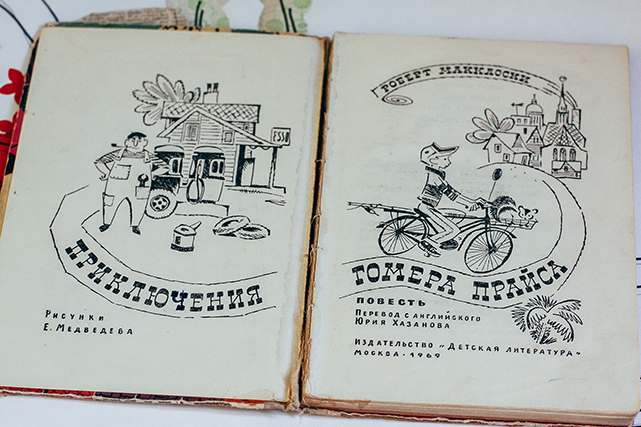 ESSO
ПРИКЛЮЧЕНИЯ
Рисунки
Е. Медведева
РОБЕРТ МАККЛОСКИ
ГОМЕРА ПРАЙСА
ПОВЕСТЬ
Перевод с английского
Юрия Хазанова
Издательство "Детская литература"
Москва • 1969